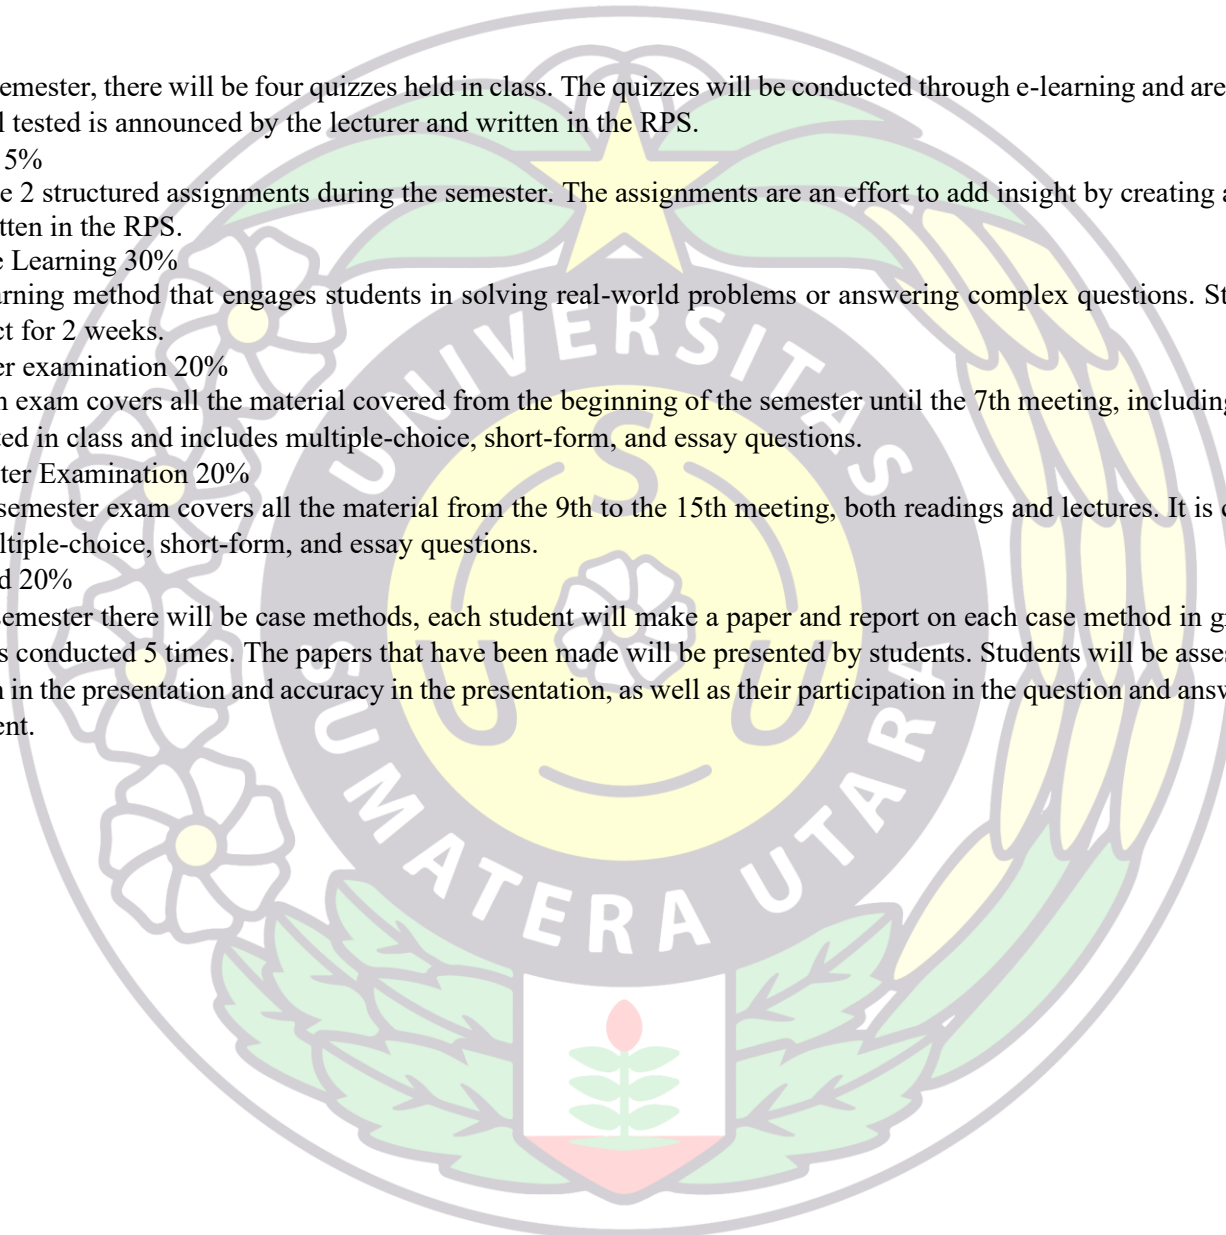 emester, there will be four quizzes held in class. The quizzes will be conducted through e-learning and are
l tested is announced by the lecturer and written in the RPS.
5%
e 2 structured assignments during the semester. The assignments are an effort to add insight by creating a
tten in the RPS.
e Learning 30%
arning method that engages students in solving real-world problems or answering complex questions. St
ct for 2 weeks.
er examination 20%
n exam covers all the material covered from the beginning of the semester until the 7th meeting, including
ted in class and includes multiple-choice, short-form, and essay questions.
ter Examination 20%
semester exam covers all the material from the 9th to the 15th meeting, both readings and lectures. It is c
ltiple-choice, short-form, and essay questions.
d 20%
semester there will be case methods, each student will make a paper and report on each case method in g
s conducted 5 times. The papers that have been made will be presented by students. Students will be asses
n in the presentation and accuracy in the presentation, as well as their participation in the question and answ
ent.
UNIVERSITAS
SUMATERA UTARA
S
U U